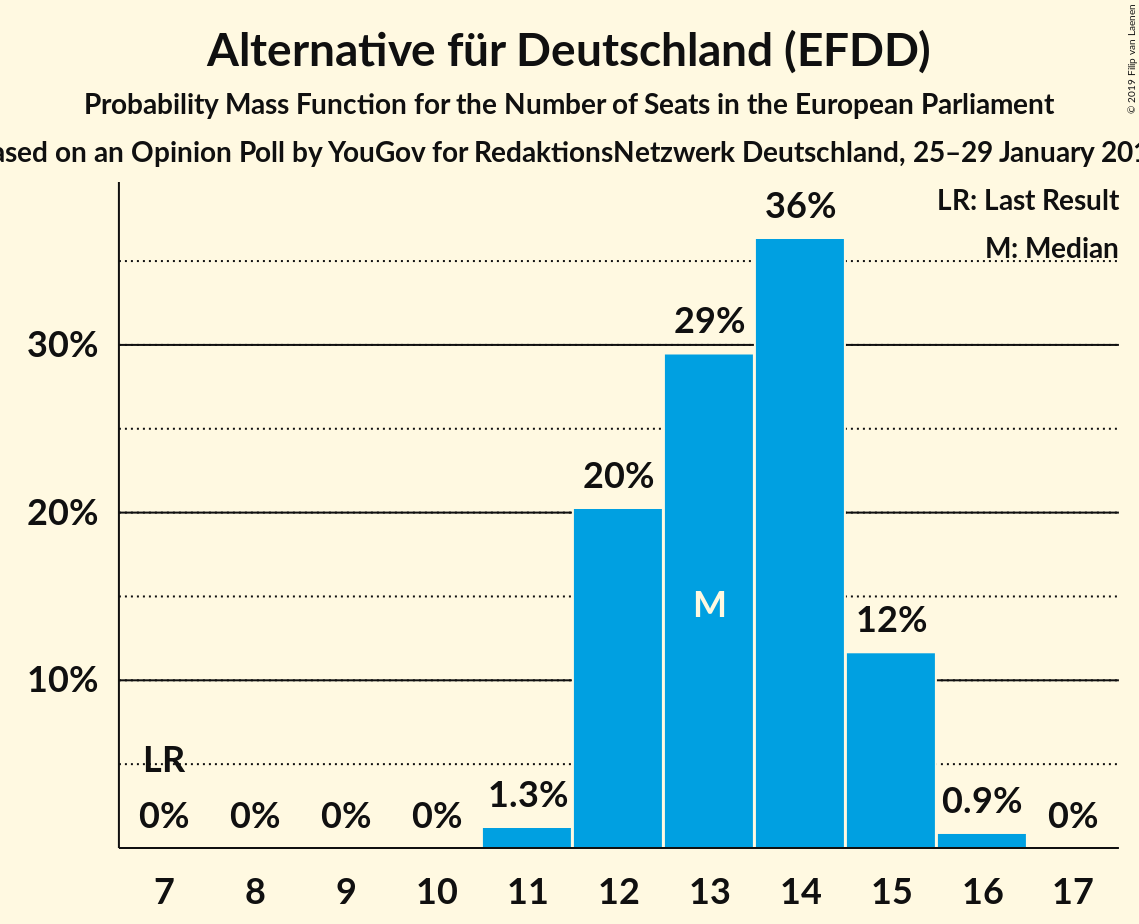 Alternative für Deutschland (EFDD)
Probability Mass Function for the Number of Seats in the European Parliament
on an Opinion Poll by YouGov for RedaktionsNetzwerk Deutschland, 25–29 January
© 2019 Filip van Laenen
LR: Last Result
M: Median
36%
30%
29%
20%
20%
M
12%
10%
LR
0%
0%
0%
0%
1.3%
0.9%
0%
7 8 9 10 11 12 13 14 15 16 17